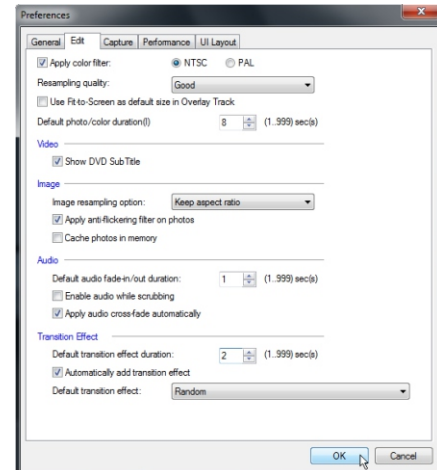 Preferences
General Edit Capture Performance UI Layout
Apply color filter: NTSC PAL
Resampling quality: Good
Use Fit-to-Screen as default size in Overlay Track
Default photo/color duration(I) 8 (1..999) sec(s)
Video
Show DVD SubTitle
Image
Image resampling option: Keep aspect ratio
Apply anti-flickering filter on photos
Cache photos in memory
Audio
Default audio fade-in/out duration: 1 (1..999) sec(s)
Enable audio while scrubbing
Apply audio cross-fade automatically
Transition Effect
Default transition effect duration: 2 (1..999) sec(s)
Automatically add transition effect
Default transition effect: Random
OK Cancel